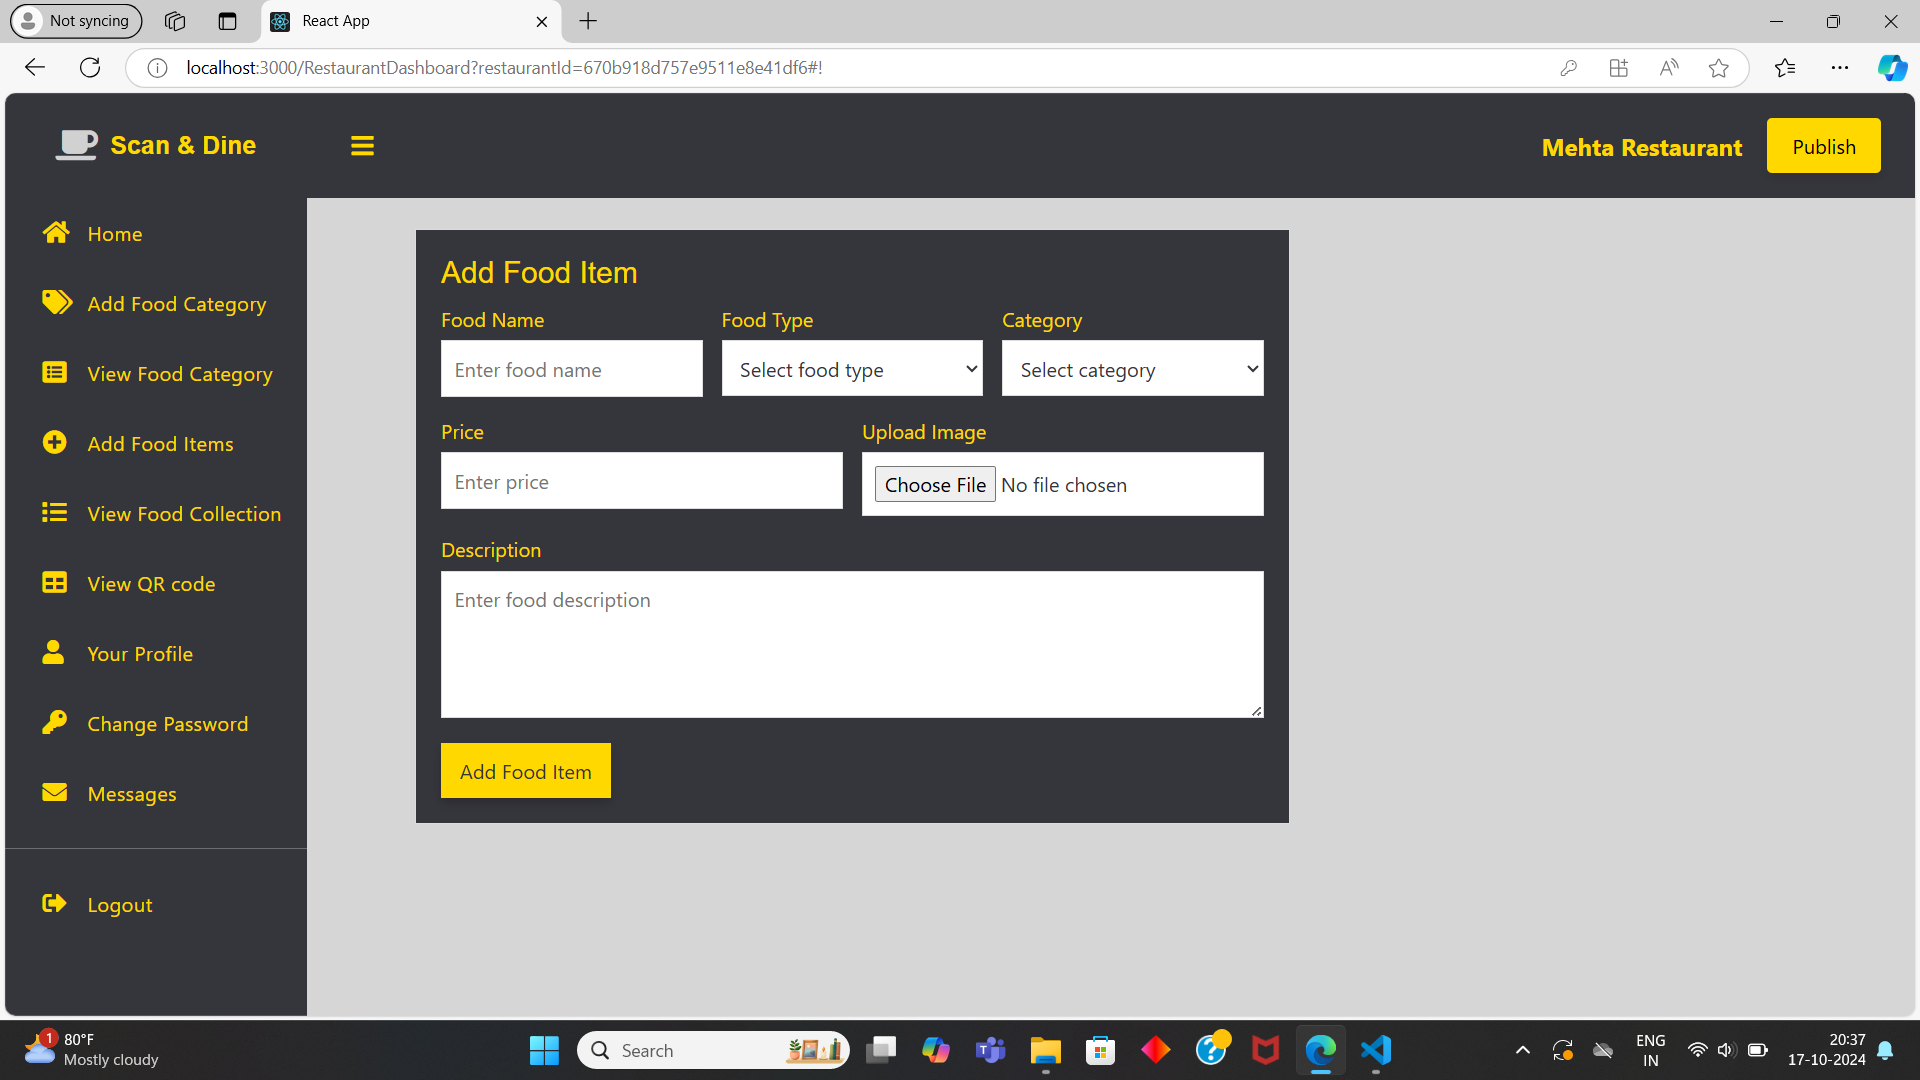 Not syncing
React App
localhost:3000/RestaurantDashboard?restaurantId=670b918d757e9511e8e41df6#!
Scan & Dine
Mehta Restaurant
Publish
Home
Add Food Category
View Food Category
Add Food Items
View Food Collection
View QR code
Your Profile
Change Password
Messages
Logout
Add Food Item
Food Name
Food Type
Category
Enter food name
Select food type
Select category
Price
Upload Image
Enter price
Choose File
No file chosen
Description
Enter food description
Add Food Item
1
80°F
Mostly cloudy
Search
ENG
IN
20:37
17-10-2024